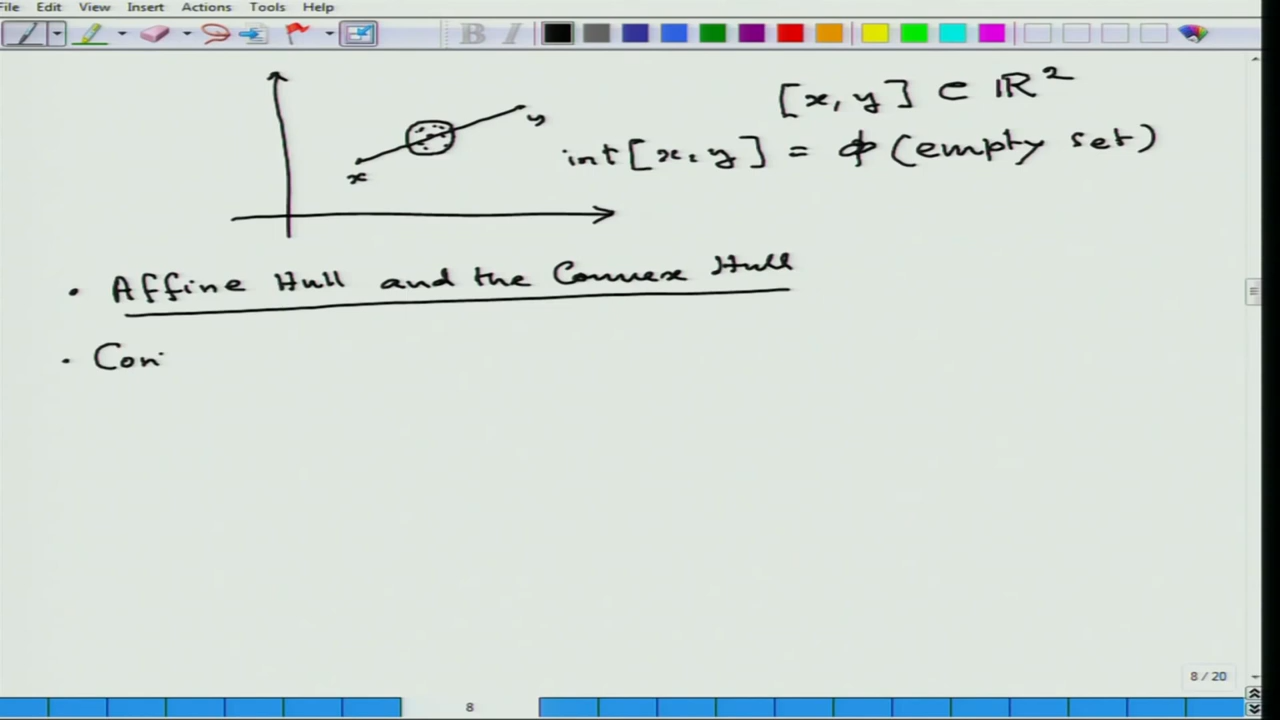 File Edit View Insert Actions Tools Help
B I
[x, y] ⊂ ℝ²
y
int[x, y] = ϕ (empty set)
x
• Affine Hull and the Convex Hull
• Con
8 / 20
8